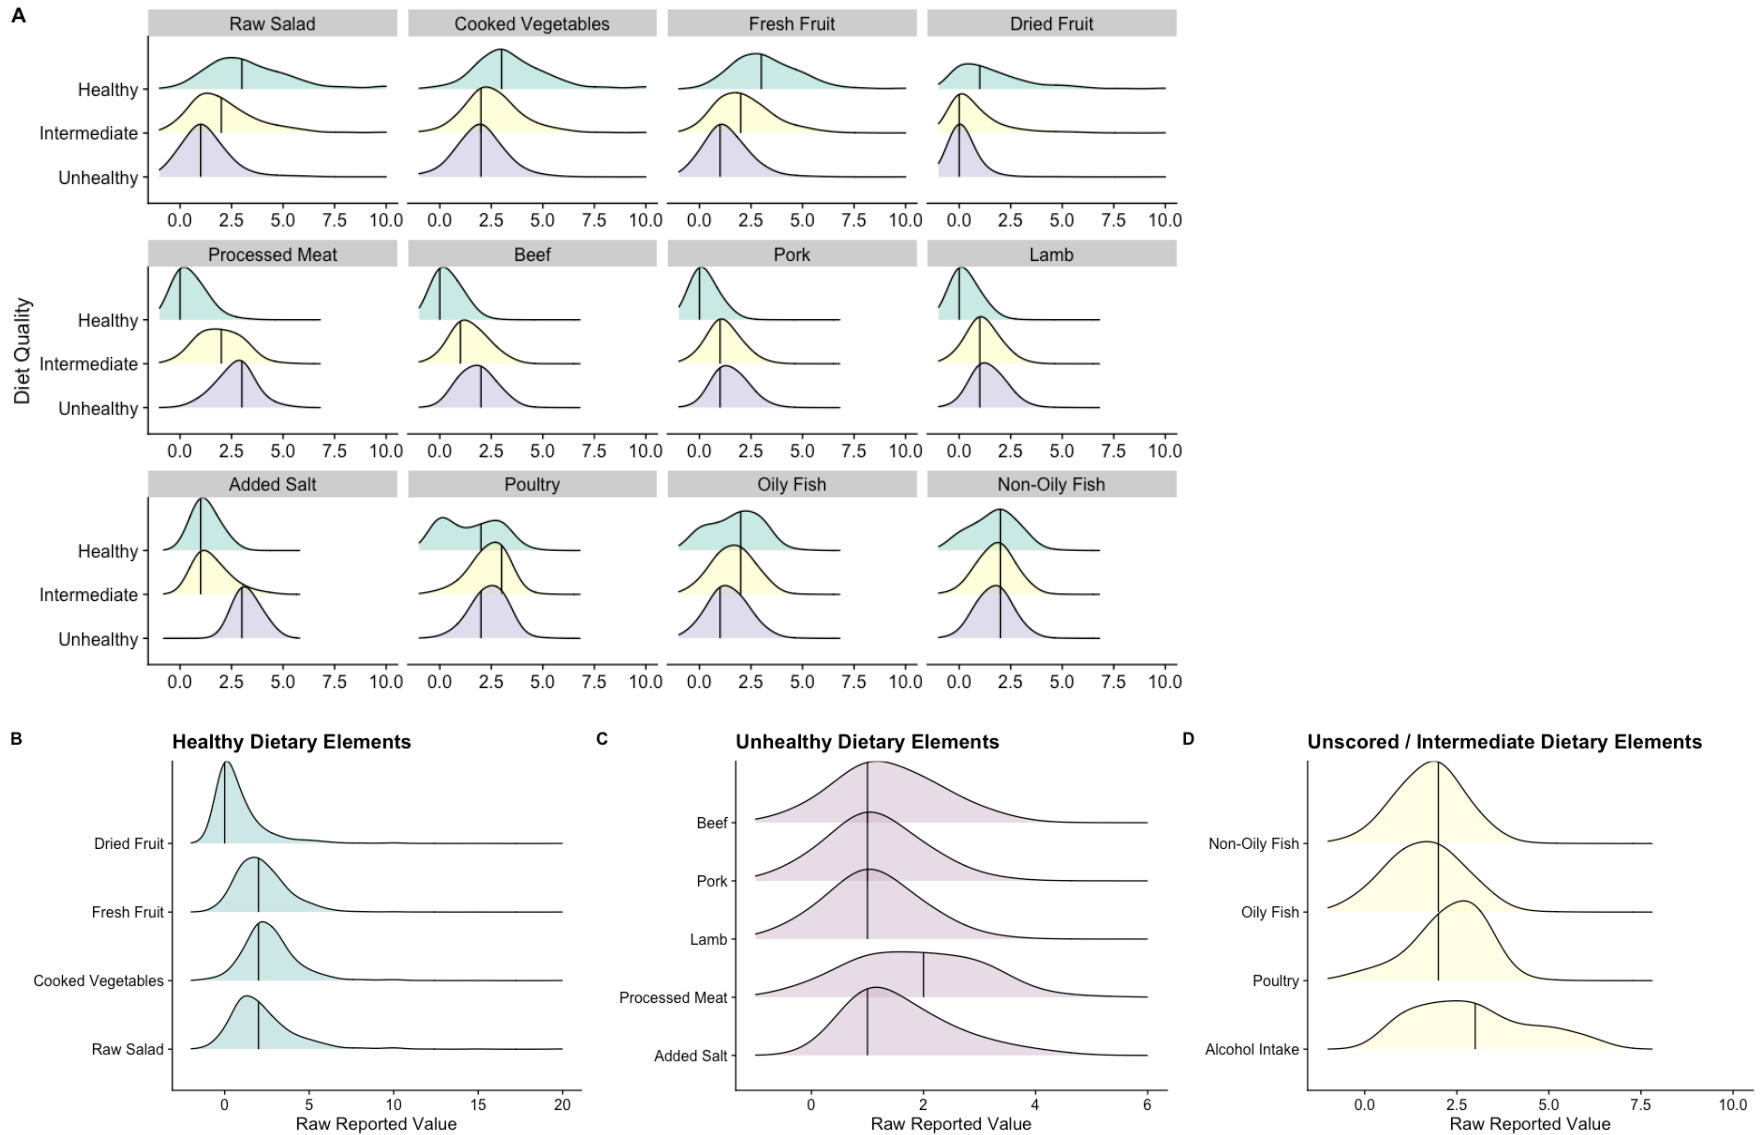 A
Raw Salad Cooked Vegetables Fresh Fruit Dried Fruit
Healthy
Intermediate
Unhealthy
0.0 2.5 5.0 7.5 10.0 0.0 2.5 5.0 7.5 10.0 0.0 2.5 5.0 7.5 10.0 0.0 2.5 5.0 7.5 10.0
Processed Meat Beef Pork Lamb
Diet Quality
Healthy
Intermediate
Unhealthy
0.0 2.5 5.0 7.5 10.0 0.0 2.5 5.0 7.5 10.0 0.0 2.5 5.0 7.5 10.0 0.0 2.5 5.0 7.5 10.0
Added Salt Poultry Oily Fish Non-Oily Fish
Healthy
Intermediate
Unhealthy
0.0 2.5 5.0 7.5 10.0 0.0 2.5 5.0 7.5 10.0 0.0 2.5 5.0 7.5 10.0 0.0 2.5 5.0 7.5 10.0
B Healthy Dietary Elements
Dried Fruit
Fresh Fruit
Cooked Vegetables
Raw Salad
0 5 10 15 20
Raw Reported Value
C Unhealthy Dietary Elements
Beef
Pork
Lamb
Processed Meat
Added Salt
0 2 4 6
Raw Reported Value
D Unscored / Intermediate Dietary Elements
Non-Oily Fish
Oily Fish
Poultry
Alcohol Intake
0.0 2.5 5.0 7.5 10.0
Raw Reported Value